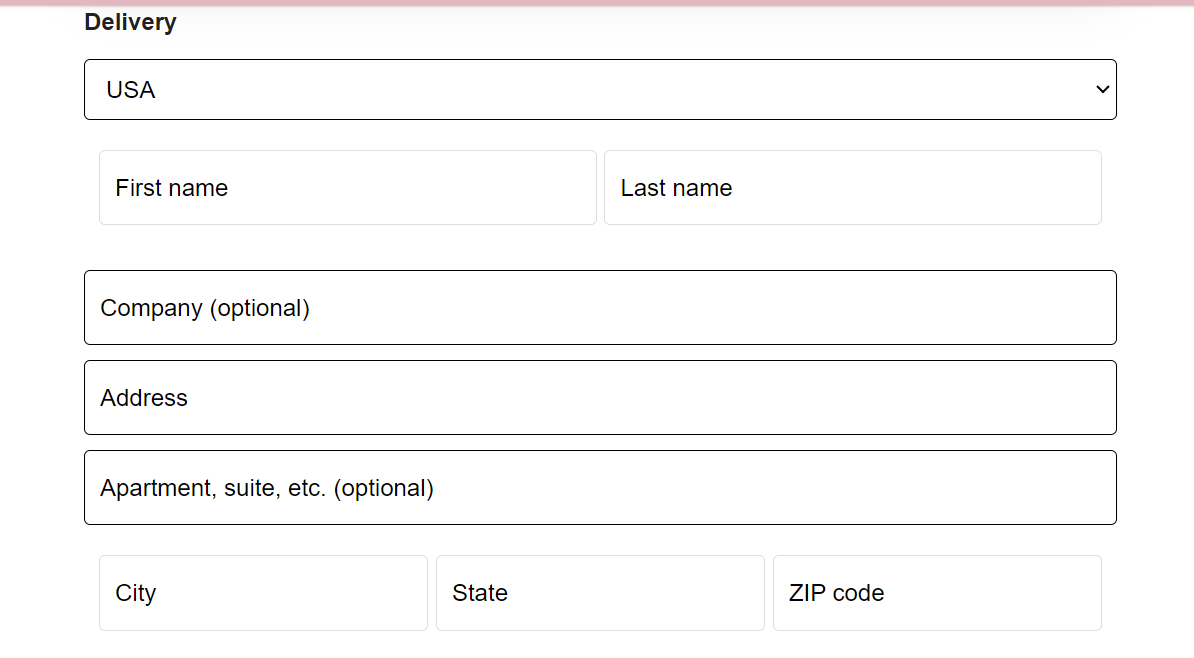 Delivery
USA
First name Last name
Company (optional)
Address
Apartment, suite, etc. (optional)
City State ZIP code